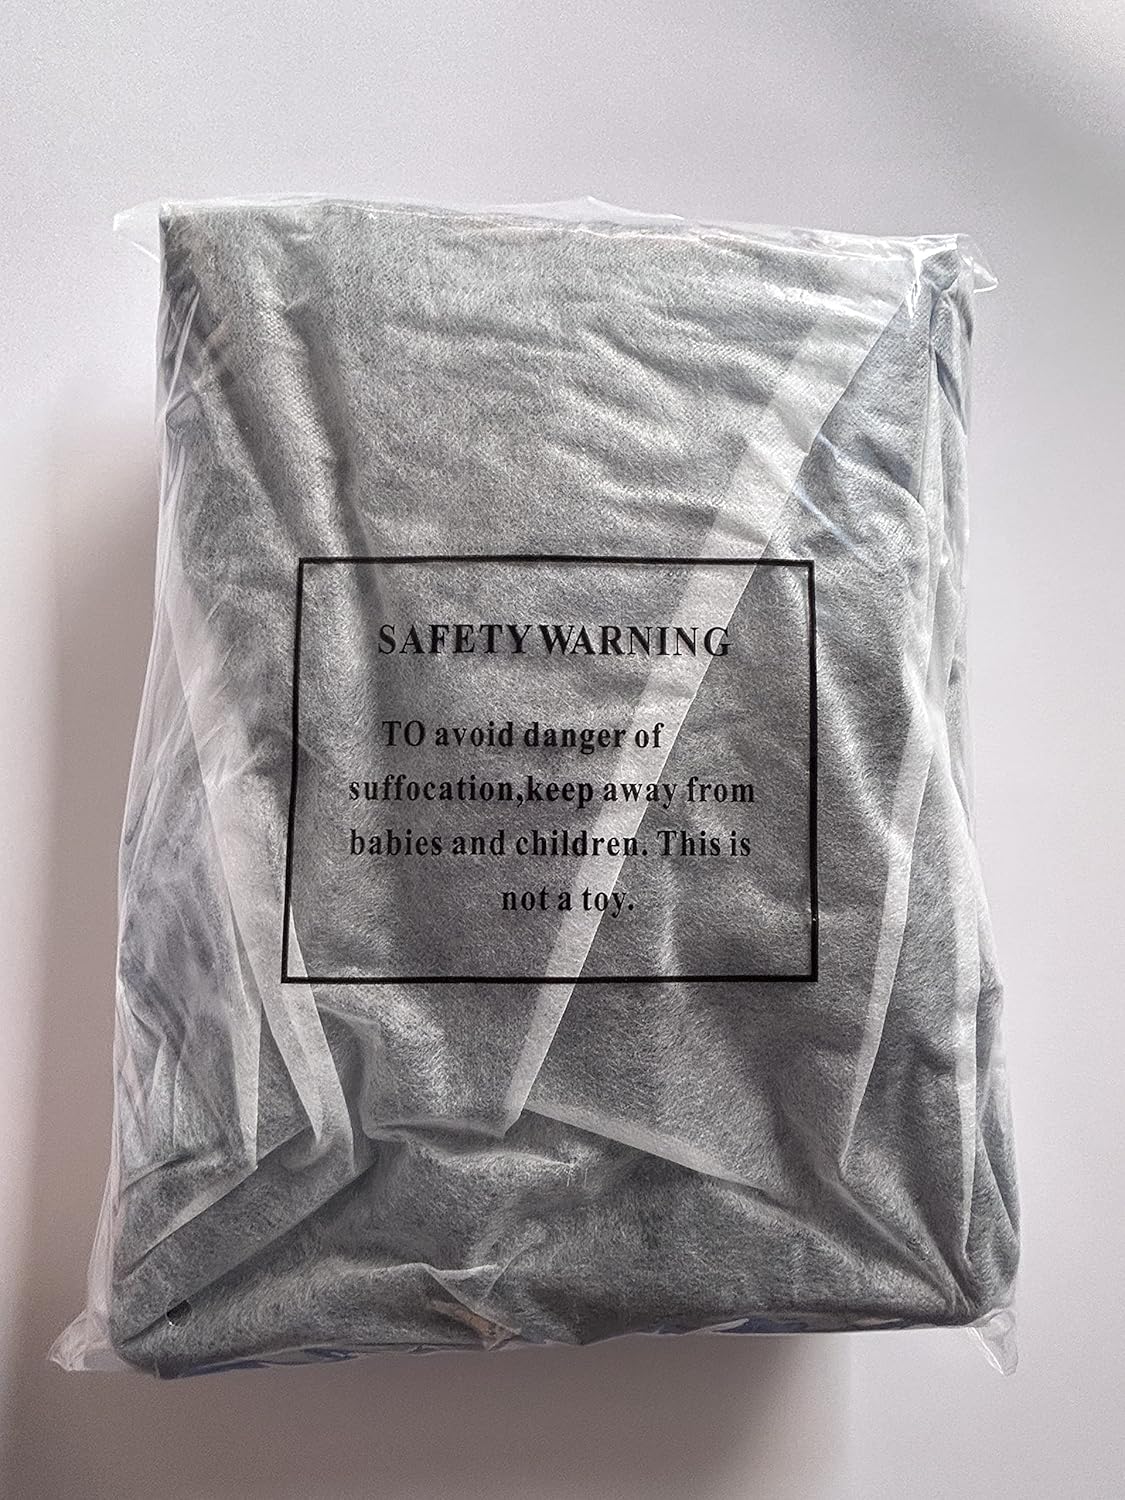 SAFETY WARNING
TO avoid danger of
suffocation,keep away from
babies and children. This is
not a toy.